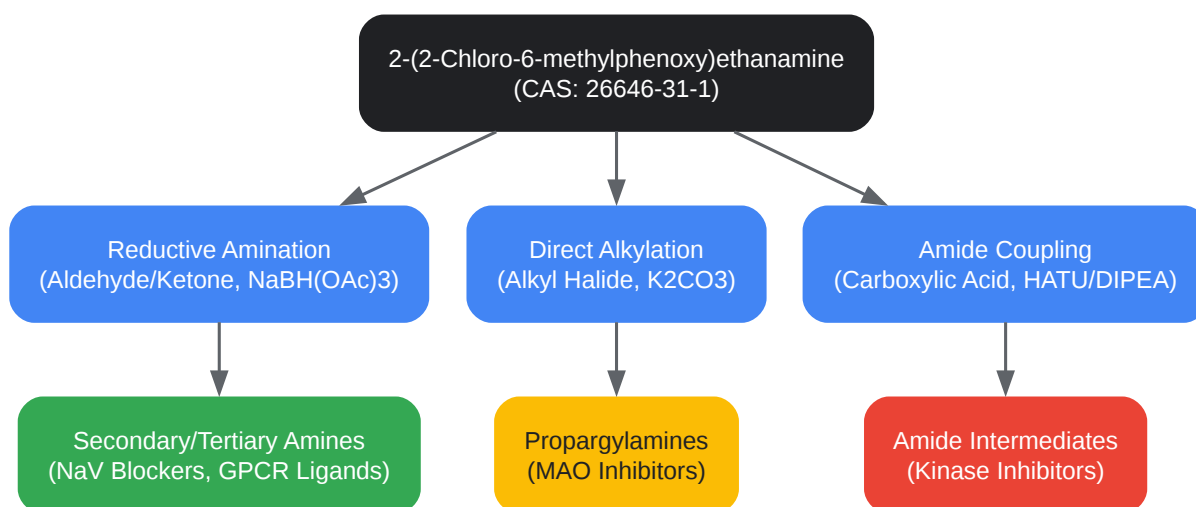 2-(2-Chloro-6-methylphenoxy)ethanamine
(CAS: 26646-31-1)
Reductive Amination
(Aldehyde/Ketone, NaBH(OAc)3)
Direct Alkylation
(Alkyl Halide, K2CO3)
Amide Coupling
(Carboxylic Acid, HATU/DIPEA)
Secondary/Tertiary Amines
(NaV Blockers, GPCR Ligands)
Propargylamines
(MAO Inhibitors)
Amide Intermediates
(Kinase Inhibitors)